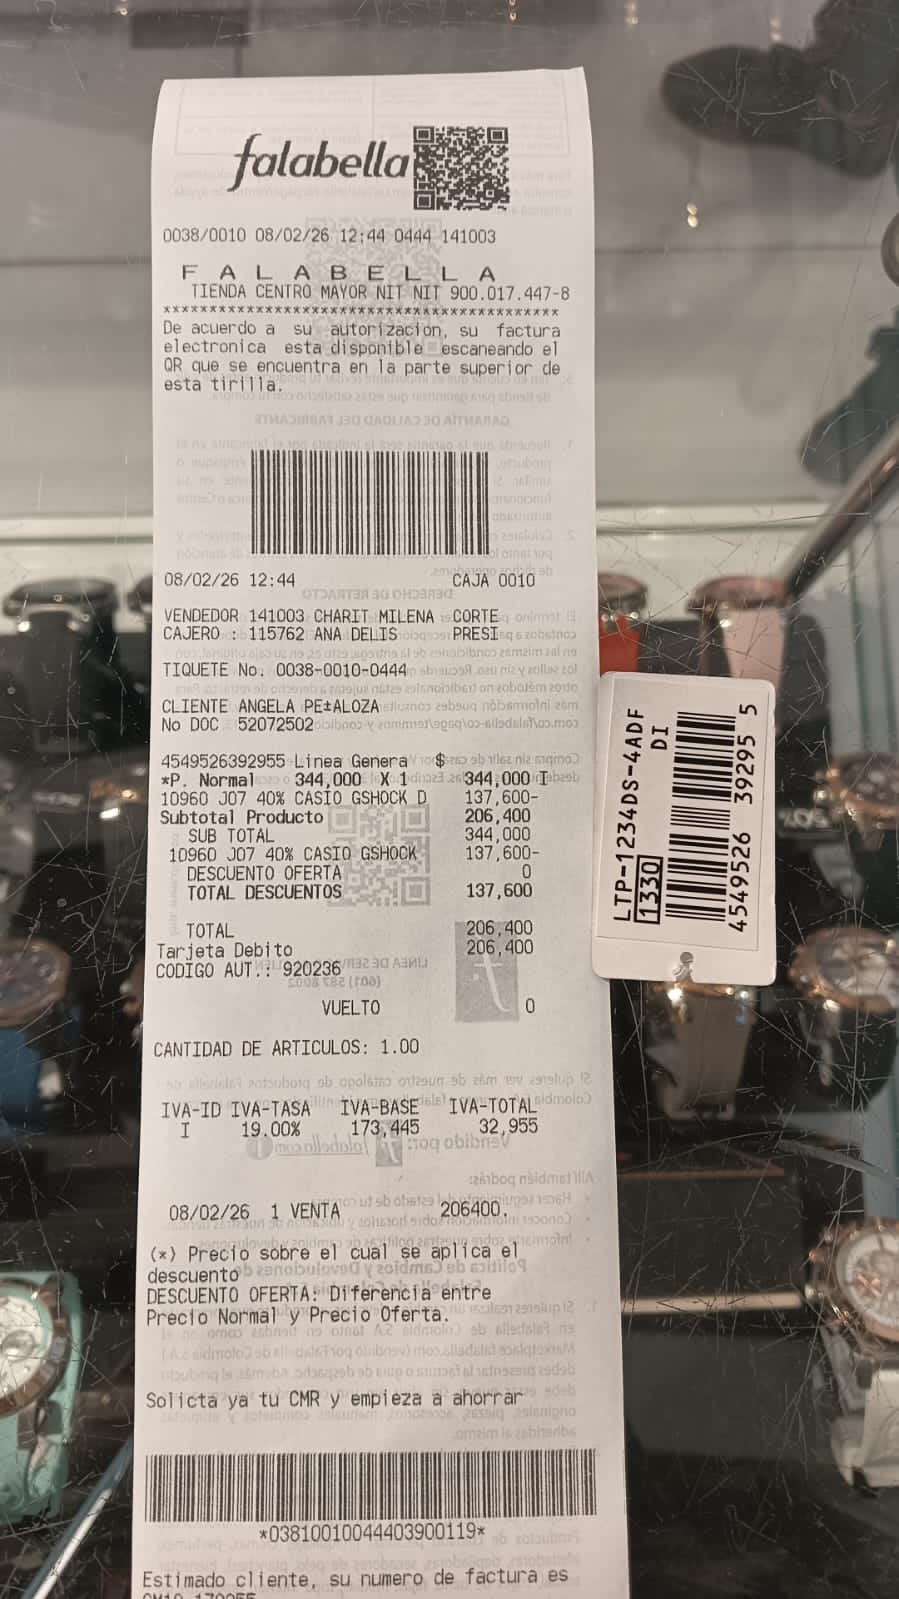 falabella
0038/0010 08/02/26 12:44 0444 141003
F A L A B E L L A
TIENDA CENTRO MAYOR NIT NIT 900.017.447-8
******************************************
De acuerdo a su autorizacion, su factura
electronica esta disponible escaneando el
QR que se encuentra en la parte superior de
esta tirilla.
08/02/26 12:44 CAJA 0010
VENDEDOR 141003 CHARIT MILENA CORTE
CAJERO : 115762 ANA DELIS PRESI
TIQUETE No. 0038-0010-0444
CLIENTE ANGELA PE±ALOZA
No DOC 52072502
4549526392955 Linea Genera $
*P. Normal 344,000 X 1 344,000 I
10960 J07 40% CASIO GSHOCK D 137,600-
Subtotal Producto 206,400
SUB TOTAL 344,000
10960 J07 40% CASIO GSHOCK 137,600-
DESCUENTO OFERTA 0
TOTAL DESCUENTOS 137,600
TOTAL 206,400
Tarjeta Debito 206,400
CODIGO AUT.: 920236
VUELTO 0
CANTIDAD DE ARTICULOS: 1.00
IVA-ID IVA-TASA IVA-BASE IVA-TOTAL
I 19.00% 173,445 32,955
08/02/26 1 VENTA 206400.
(*) Precio sobre el cual se aplica el
descuento
DESCUENTO OFERTA: Diferencia entre
Precio Normal y Precio Oferta.
Solicta ya tu CMR y empieza a ahorrar
*03810010044403900119*
Estimado cliente, su numero de factura es
LTP-1234DS-4ADF
DI
1330
4549526 39295 5